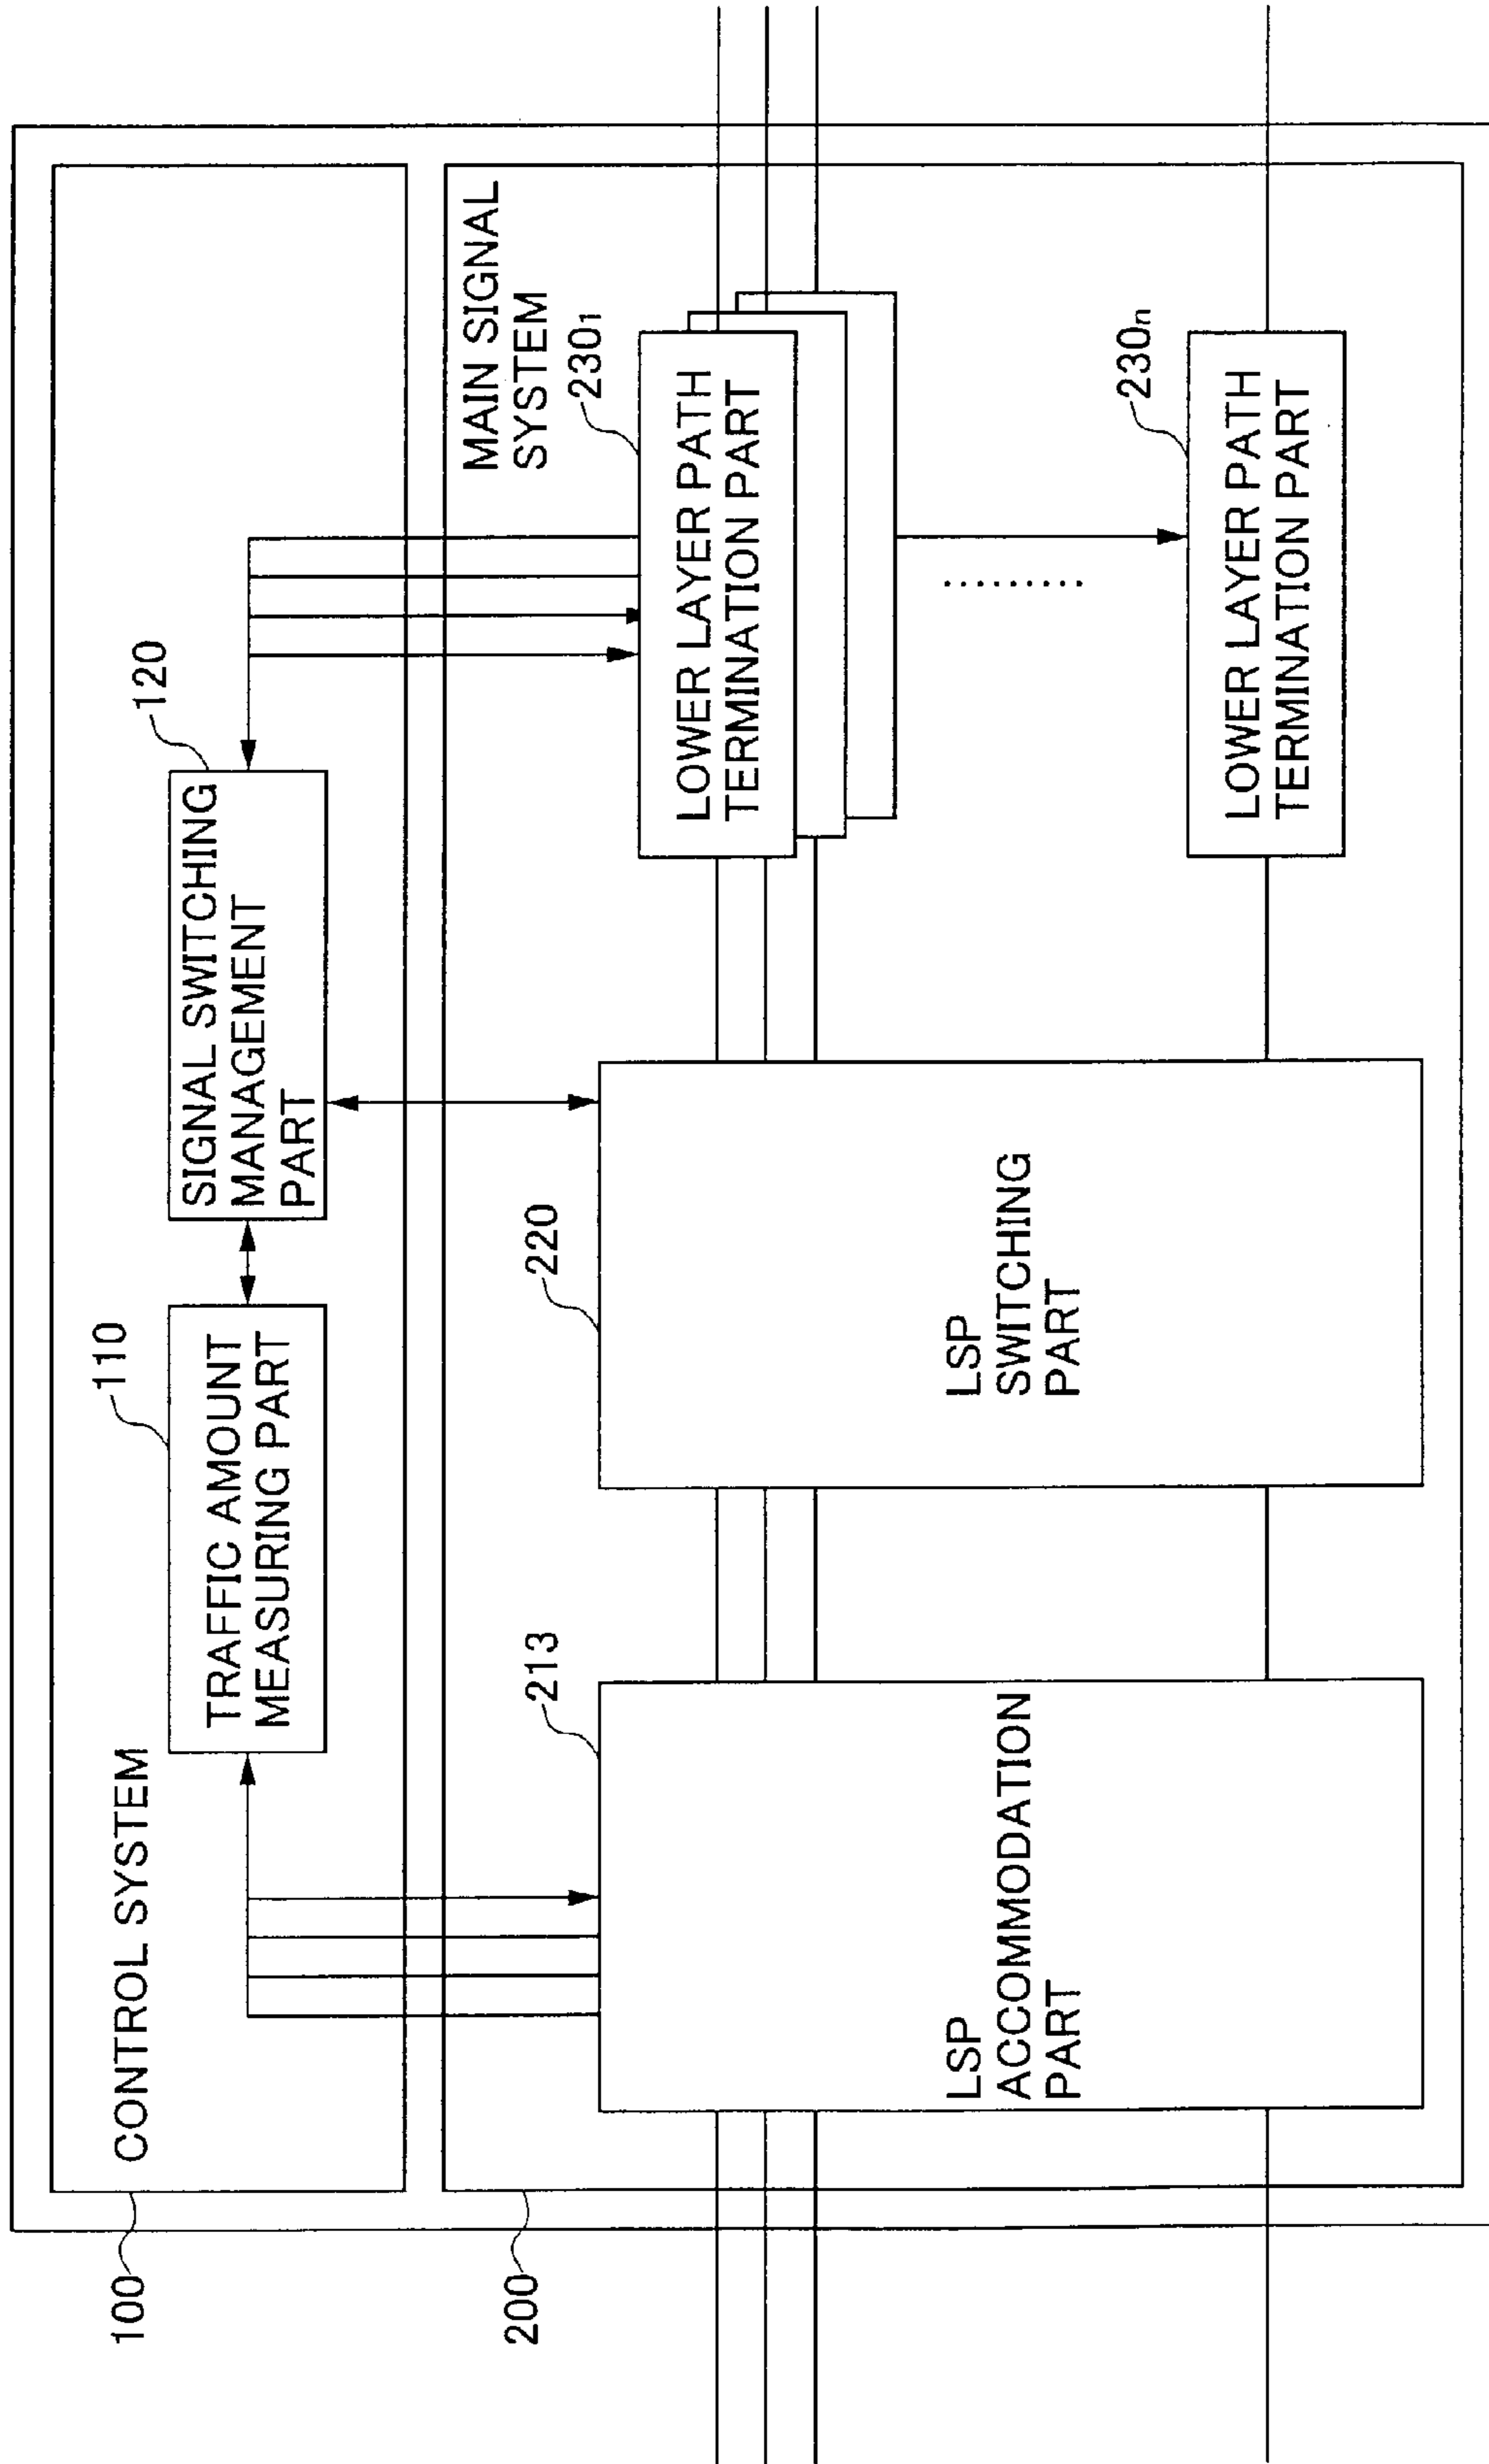 100
CONTROL SYSTEM
110
TRAFFIC AMOUNT
MEASURING PART
120
SIGNAL SWITCHING
MANAGEMENT
PART
200
MAIN SIGNAL
SYSTEM
213
LSP
ACCOMMODATION
PART
220
LSP
SWITCHING
PART
230₁
LOWER LAYER PATH
TERMINATION PART
.........
230ₙ
LOWER LAYER PATH
TERMINATION PART